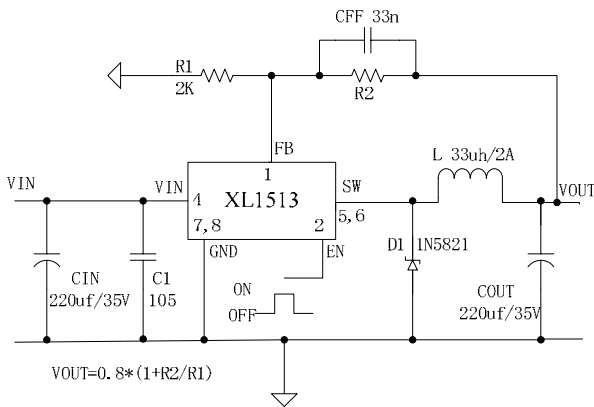 CFF 33n
R1
2K
R2
FB
L 33uh/2A
1
VIN
VIN
4
XL1513
SW
VOUT
7,8
2
5,6
GND
EN
D1
1N5821
CIN
220uf/35V
C1
105
ON
OFF
COUT
220uf/35V
VOUT=0.8*(1+R2/R1)